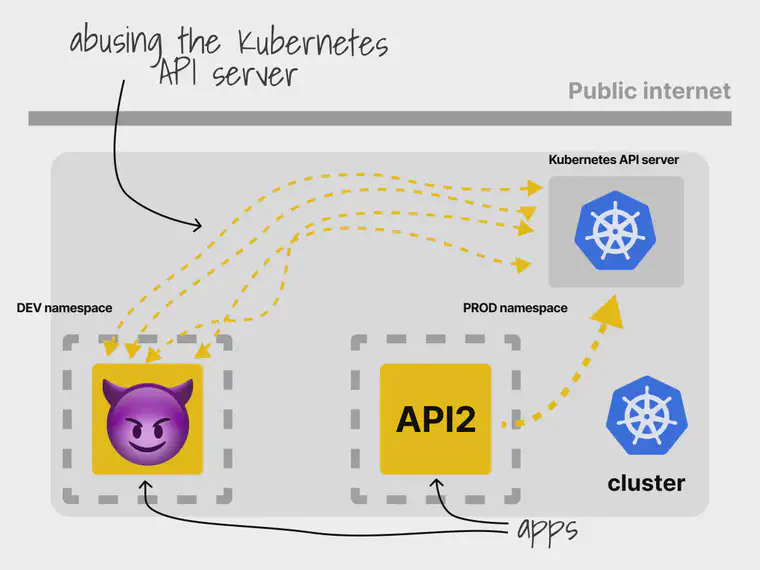 abusing the Kubernetes
API server
Public internet
Kubernetes API server
DEV namespace
PROD namespace
API2
cluster
apps